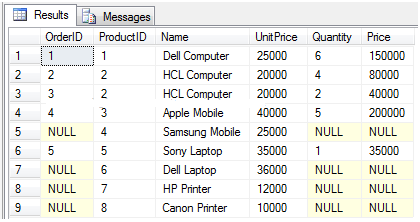 Results Messages
OrderID ProductID Name UnitPrice Quantity Price
1 1 1 Dell Computer 25000 6 150000
2 2 2 HCL Computer 20000 4 80000
3 3 2 HCL Computer 20000 2 40000
4 4 3 Apple Mobile 40000 5 200000
5 NULL 4 Samsung Mobile 25000 NULL NULL
6 5 5 Sony Laptop 35000 1 35000
7 NULL 6 Dell Laptop 36000 NULL NULL
8 NULL 7 HP Printer 12000 NULL NULL
9 NULL 8 Canon Printer 10000 NULL NULL